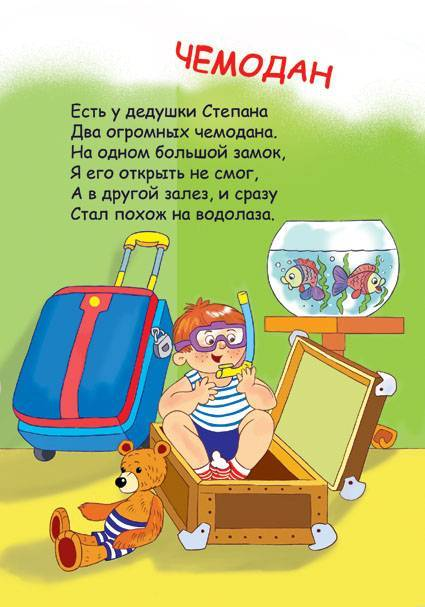 ЧЕМОДАН
Есть у дедушки Степана
Два огромных чемодана.
На одном большой замок,
Я его открыть не смог,
А в другой залез, и сразу
Стал похож на водолаза.